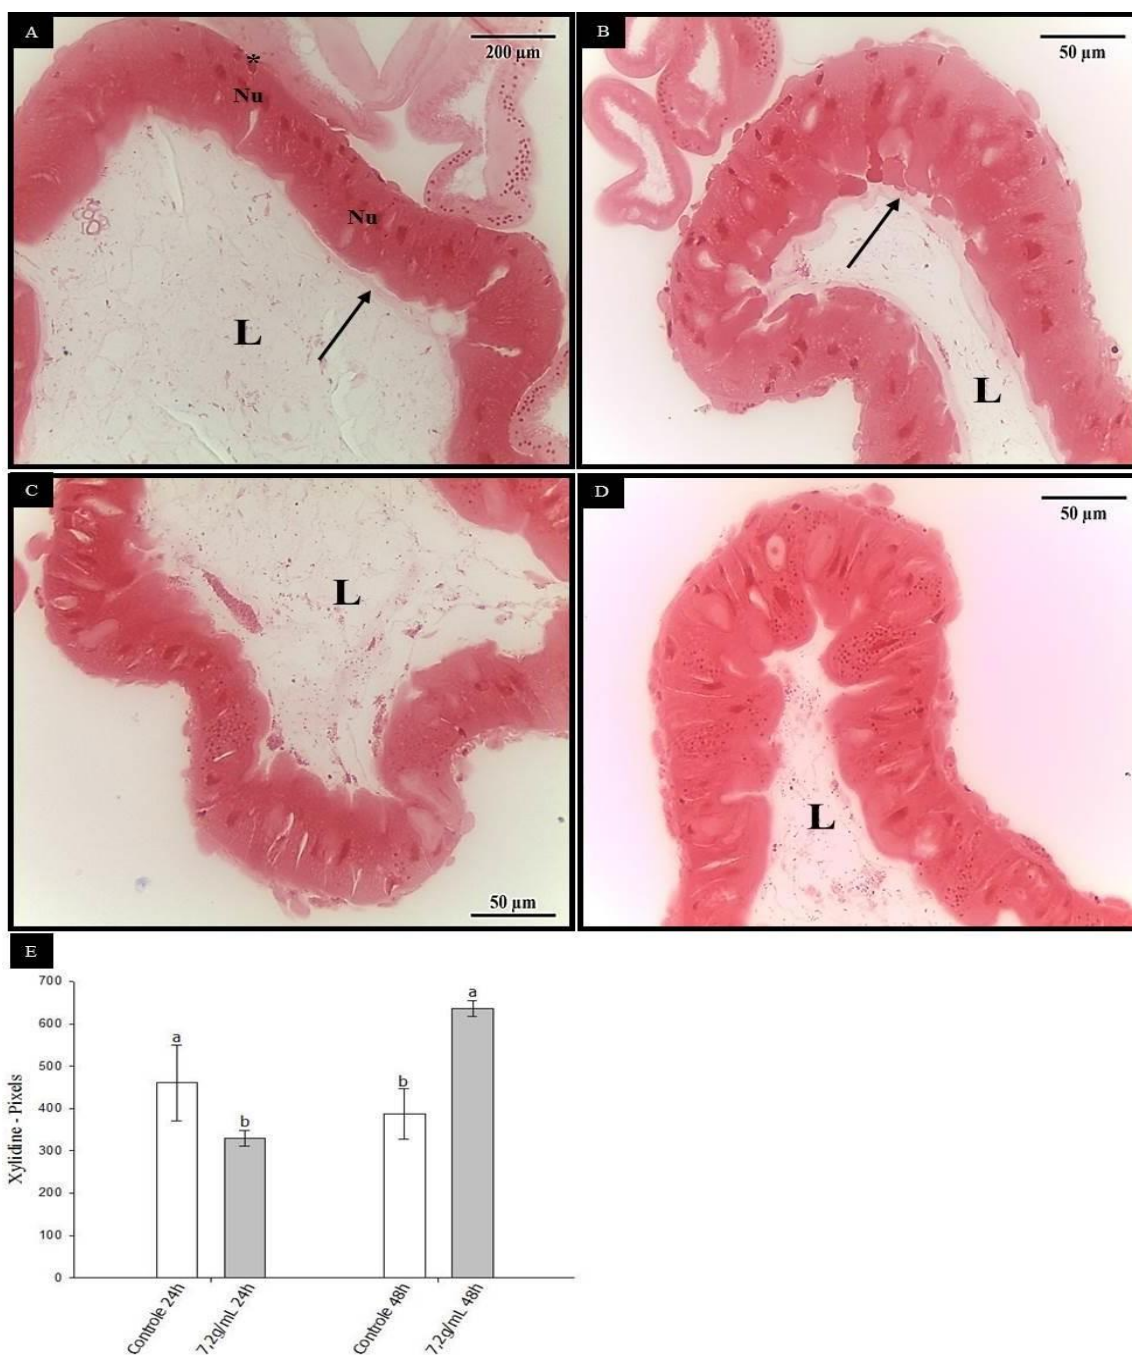 A
200 µm
*
Nu
Nu
L
B
50 µm
L
C
L
50 µm
D
50 µm
L
E
700
600
500
400
300
200
100
0
Xylidine - Pixels
a
b
b
a
Controle 24h
7,2g/mL 24h
Controle 48h
7,2g/mL 48h